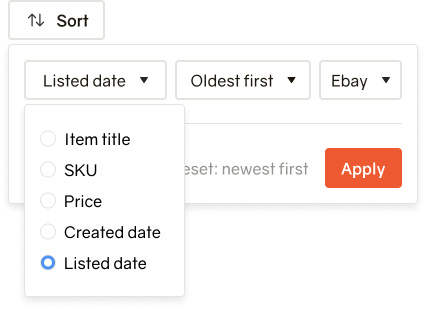 Sort
Listed date
Oldest first
Ebay
Item title
SKU
Price
Created date
Listed date
: newest first
Apply